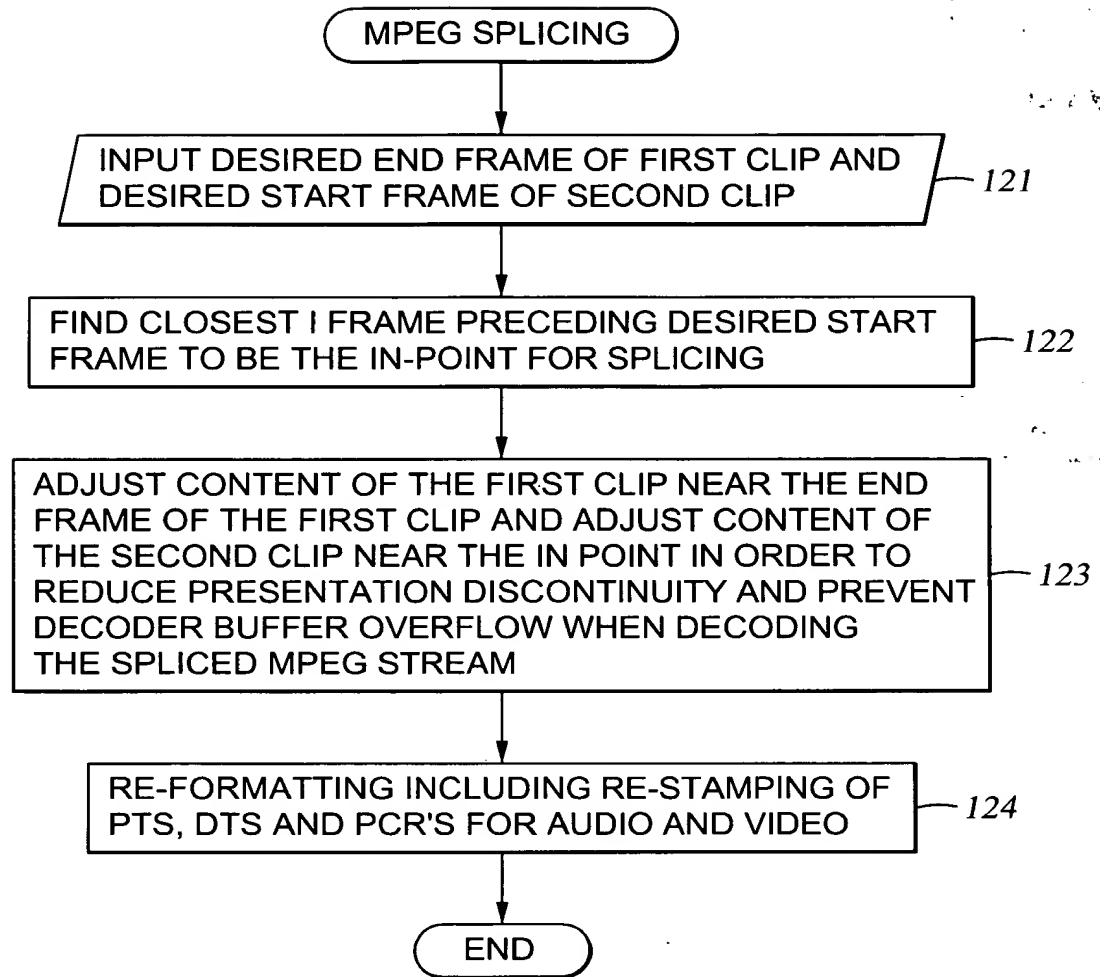 MPEG SPLICING
INPUT DESIRED END FRAME OF FIRST CLIP AND
DESIRED START FRAME OF SECOND CLIP
121
FIND CLOSEST I FRAME PRECEDING DESIRED START
FRAME TO BE THE IN-POINT FOR SPLICING
122
ADJUST CONTENT OF THE FIRST CLIP NEAR THE END
FRAME OF THE FIRST CLIP AND ADJUST CONTENT OF
THE SECOND CLIP NEAR THE IN POINT IN ORDER TO
REDUCE PRESENTATION DISCONTINUITY AND PREVENT
DECODER BUFFER OVERFLOW WHEN DECODING
THE SPLICED MPEG STREAM
123
RE-FORMATTING INCLUDING RE-STAMPING OF
PTS, DTS AND PCR'S FOR AUDIO AND VIDEO
124
END